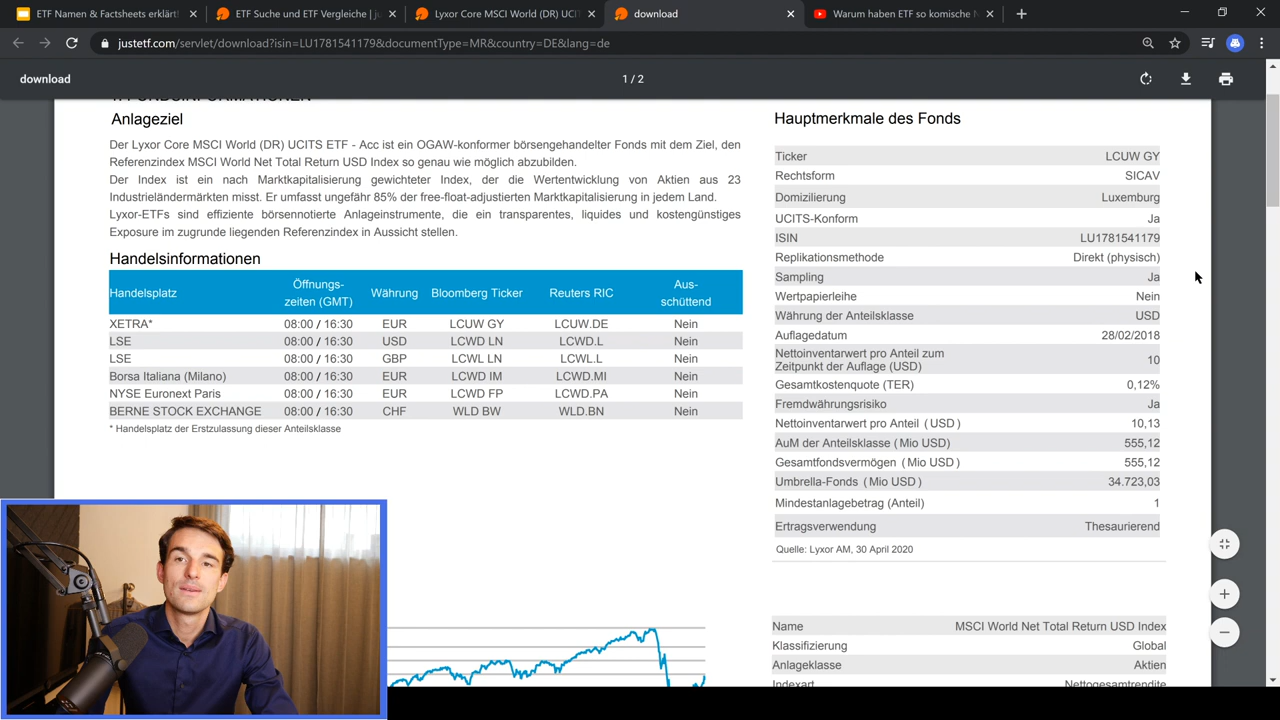 ETF Namen & Factsheets erklärt!
ETF Suche und ETF Vergleiche | ju
Lyxor Core MSCI World (DR) UCIT
download
Warum haben ETF so komische N
justetf.com/servlet/download?isin=LU1781541179&documentType=MR&country=DE&lang=de
download
1 / 2
Anlageziel
Der Lyxor Core MSCI World (DR) UCITS ETF - Acc ist ein OGAW-konformer börsengehandelter Fonds mit dem Ziel, den
Referenzindex MSCI World Net Total Return USD Index so genau wie möglich abzubilden.
Der Index ist ein nach Marktkapitalisierung gewichteter Index, der die Wertentwicklung von Aktien aus 23
Industrieländermärkten misst. Er umfasst ungefähr 85% der free-float-adjustierten Marktkapitalisierung in jedem Land.
Lyxor-ETFs sind effiziente börsennotierte Anlageinstrumente, die ein transparentes, liquides und kostengünstiges
Exposure im zugrunde liegenden Referenzindex in Aussicht stellen.
Handelsinformationen
Handelsplatz Öffnungs-zeiten (GMT) Währung Bloomberg Ticker Reuters RIC Aus-schüttend
XETRA* 08:00 / 16:30 EUR LCUW GY LCUW.DE Nein
LSE 08:00 / 16:30 USD LCWD LN LCWD.L Nein
LSE 08:00 / 16:30 GBP LCWL LN LCWL.L Nein
Borsa Italiana (Milano) 08:00 / 16:30 EUR LCWD IM LCWD.MI Nein
NYSE Euronext Paris 08:00 / 16:30 EUR LCWD FP LCWD.PA Nein
BERNE STOCK EXCHANGE 08:00 / 16:30 CHF WLD BW WLD.BN Nein
* Handelsplatz der Erstzulassung dieser Anteilsklasse
Hauptmerkmale des Fonds
Ticker LCUW GY
Rechtsform SICAV
Domizilierung Luxemburg
UCITS-Konform Ja
ISIN LU1781541179
Replikationsmethode Direkt (physisch)
Sampling Ja
Wertpapierleihe Nein
Währung der Anteilsklasse USD
Auflagedatum 28/02/2018
Nettoinventarwert pro Anteil zum
Zeitpunkt der Auflage (USD) 10
Gesamtkostenquote (TER) 0,12%
Fremdwährungsrisiko Ja
Nettoinventarwert pro Anteil ( USD ) 10,13
AuM der Anteilsklasse (Mio USD) 555,12
Gesamtfondsvermögen ( Mio USD ) 555,12
Umbrella-Fonds ( Mio USD ) 34.723,03
Mindestanlagebetrag (Anteil) 1
Ertragsverwendung Thesaurierend
Quelle: Lyxor AM, 30 April 2020
Name MSCI World Net Total Return USD Index
Klassifizierung Global
Anlageklasse Aktien
Indexart Nettogesamtrendite